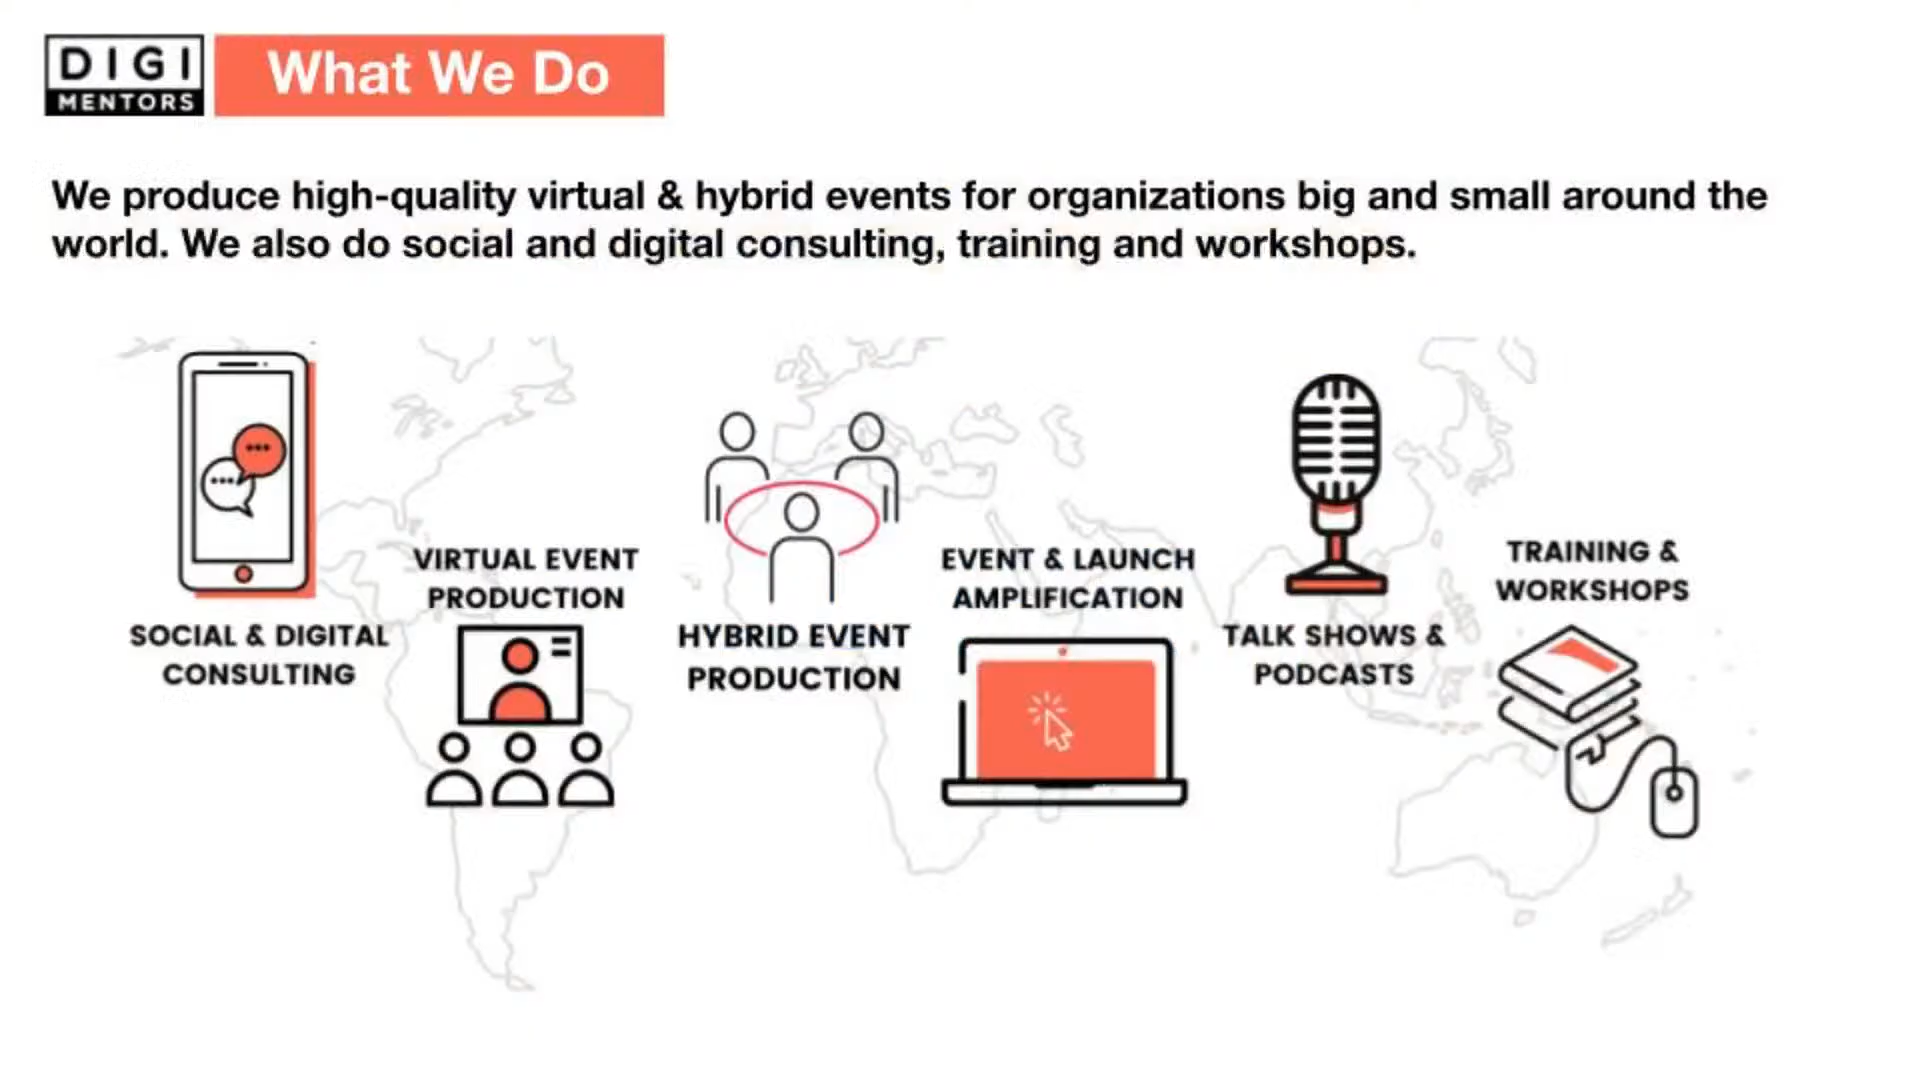 DIGI
MENTORS
What We Do
We produce high-quality virtual & hybrid events for organizations big and small around the
world. We also do social and digital consulting, training and workshops.
SOCIAL & DIGITAL
CONSULTING
VIRTUAL EVENT
PRODUCTION
HYBRID EVENT
PRODUCTION
EVENT & LAUNCH
AMPLIFICATION
TALK SHOWS &
PODCASTS
TRAINING &
WORKSHOPS